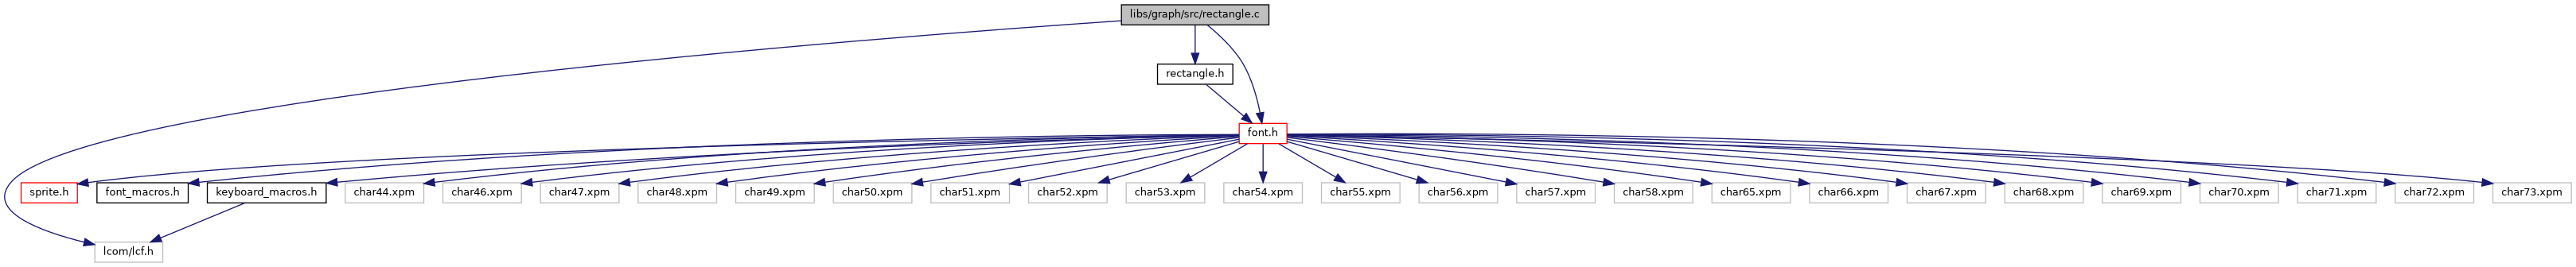 libs/graph/src/rectangle.c
rectangle.h
font.h
sprite.h
font_macros.h
keyboard_macros.h
char44.xpm
char46.xpm
char47.xpm
char48.xpm
char49.xpm
char50.xpm
char51.xpm
char52.xpm
char53.xpm
char54.xpm
char55.xpm
char56.xpm
char57.xpm
char58.xpm
char65.xpm
char66.xpm
char67.xpm
char68.xpm
char69.xpm
char70.xpm
char71.xpm
char72.xpm
char73.xpm
lcom/lcf.h